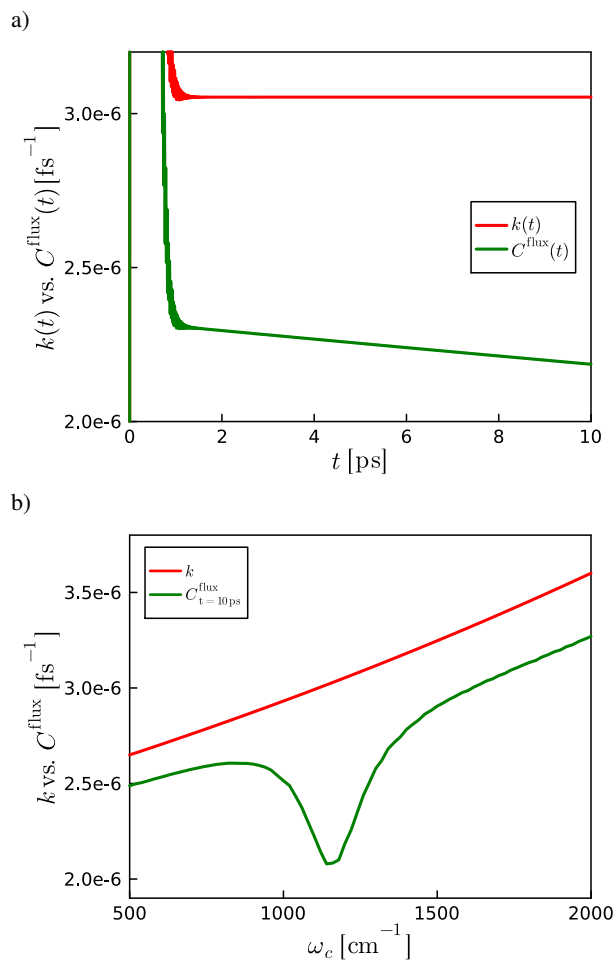 a)
k(t) vs. C^flux(t) [fs^−1]
3.0e-6
2.5e-6
2.0e-6
k(t)
C^flux(t)
0 2 4 6 8 10
t [ps]
b)
k vs. C^flux [fs^−1]
3.5e-6
3.0e-6
2.5e-6
2.0e-6
k
C^flux_t=10ps
500 1000 1500 2000
ω_c [cm^−1]